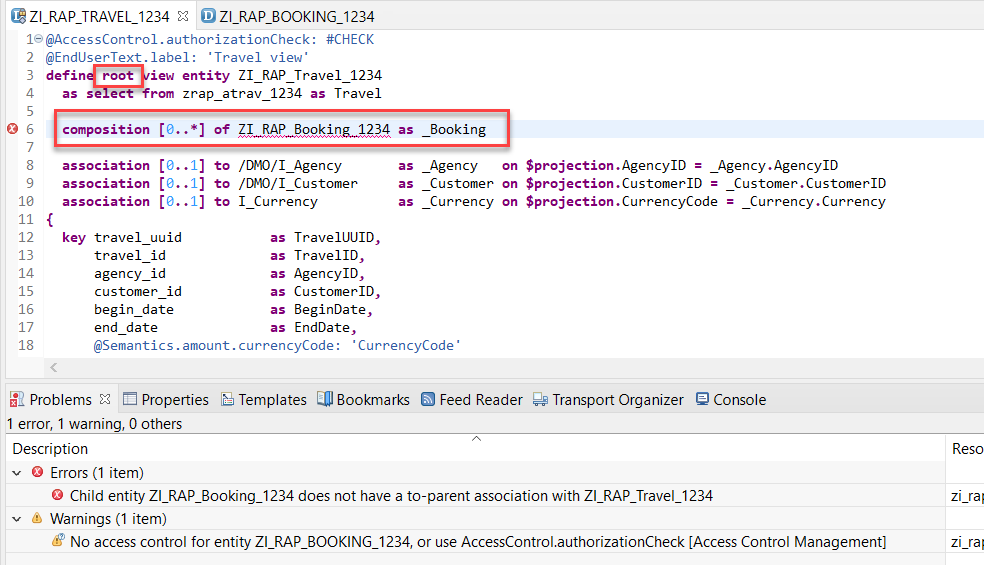 ZI_RAP_TRAVEL_1234 ZI_RAP_BOOKING_1234
1 @AccessControl.authorizationCheck: #CHECK
2 @EndUserText.label: 'Travel view'
3 define root view entity ZI_RAP_Travel_1234
4 as select from zrap_atrav_1234 as Travel
5
6 composition [0..*] of ZI_RAP_Booking_1234 as _Booking
7
8 association [0..1] to /DMO/I_Agency as _Agency on $projection.AgencyID = _Agency.AgencyID
9 association [0..1] to /DMO/I_Customer as _Customer on $projection.CustomerID = _Customer.CustomerID
10 association [0..1] to I_Currency as _Currency on $projection.CurrencyCode = _Currency.Currency
11 {
12 key travel_uuid as TravelUUID,
13 travel_id as TravelID,
14 agency_id as AgencyID,
15 customer_id as CustomerID,
16 begin_date as BeginDate,
17 end_date as EndDate,
18 @Semantics.amount.currencyCode: 'CurrencyCode'
Problems Properties Templates Bookmarks Feed Reader Transport Organizer Console
1 error, 1 warning, 0 others
Description Reso
Errors (1 item)
Child entity ZI_RAP_Booking_1234 does not have a to-parent association with ZI_RAP_Travel_1234 zi_rap
Warnings (1 item)
No access control for entity ZI_RAP_BOOKING_1234, or use AccessControl.authorizationCheck [Access Control Management] zi_rap